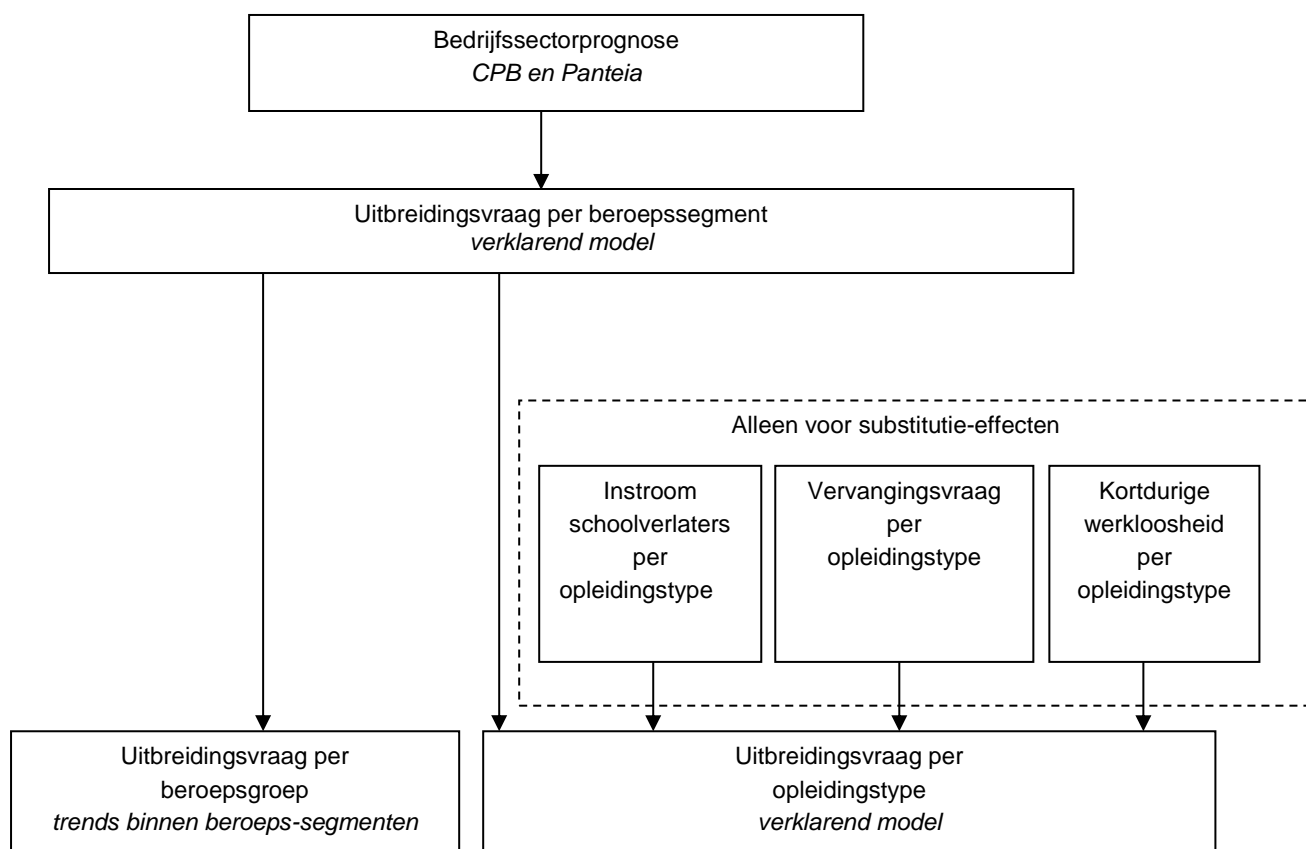 Bedrijfssectorprognose
CPB en Panteia
Uitbreidingsvraag per beroepssegment
verklarend model
Alleen voor substitutie-effecten
Instroom
schoolverlaters
per
opleidingstype
Vervangingsvraag
per
opleidingstype
Kortdurige
werkloosheid
per
opleidingstype
Uitbreidingsvraag per
beroepsgroep
trends binnen beroeps-segmenten
Uitbreidingsvraag per
opleidingstype
verklarend model